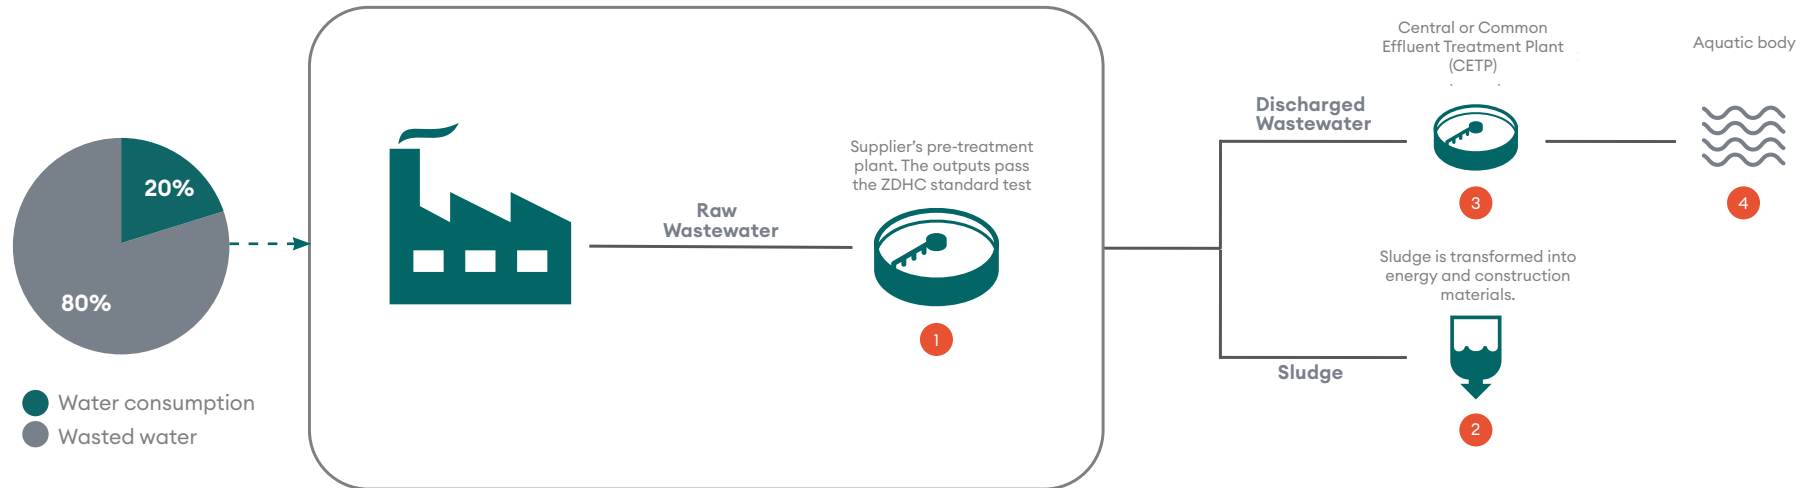 20%
80%
Water consumption
Wasted water
Raw
Wastewater
Supplier's pre-treatment
plant. The outputs pass
the ZDHC standard test
1
Discharged
Wastewater
Central or Common
Effluent Treatment Plant
(CETP)
3
Aquatic body
4
Sludge
Sludge is transformed into
energy and construction
materials.
2